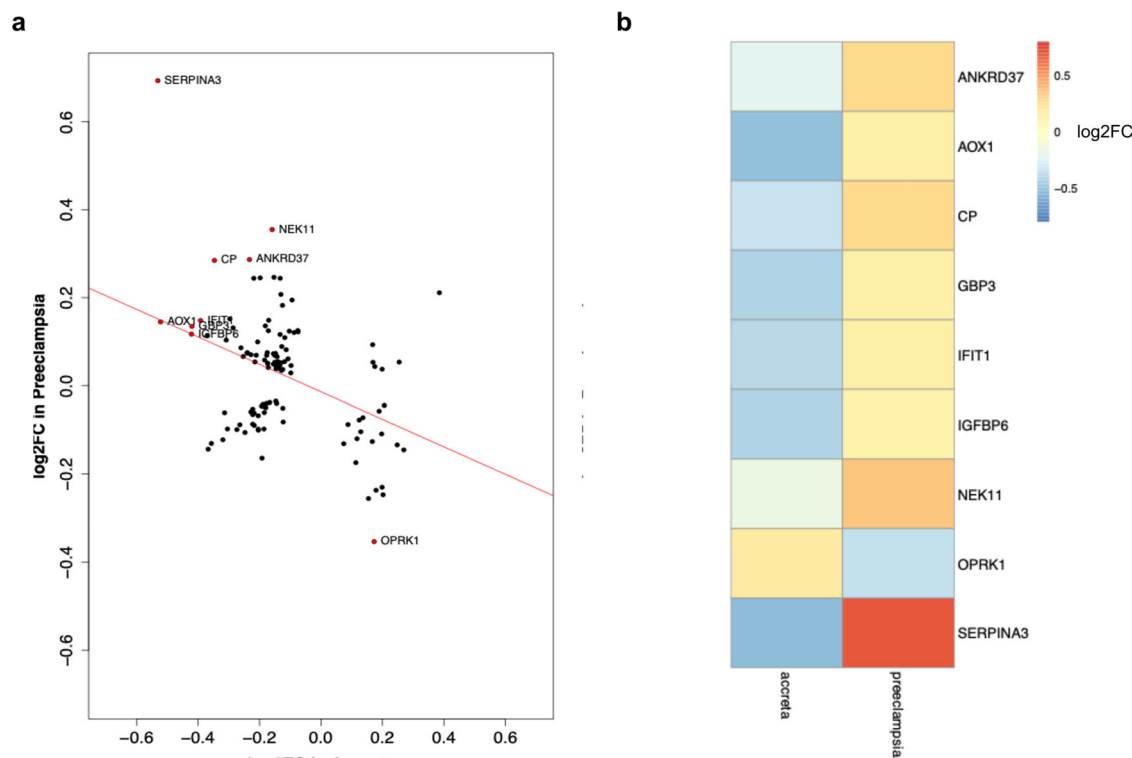 a
b
log2FC in Preeclampsia
0.6
0.4
0.2
0.0
−0.2
−0.4
−0.6
SERPINA3
NEK11
CP
ANKRD37
AOX1
IFIT1
GBP3
IGFBP6
OPRK1
−0.6
−0.4
−0.2
0.0
0.2
0.4
0.6
ANKRD37
AOX1
CP
GBP3
IFIT1
IGFBP6
NEK11
OPRK1
SERPINA3
accreta
preeclampsia
0.5
0
−0.5
log2FC